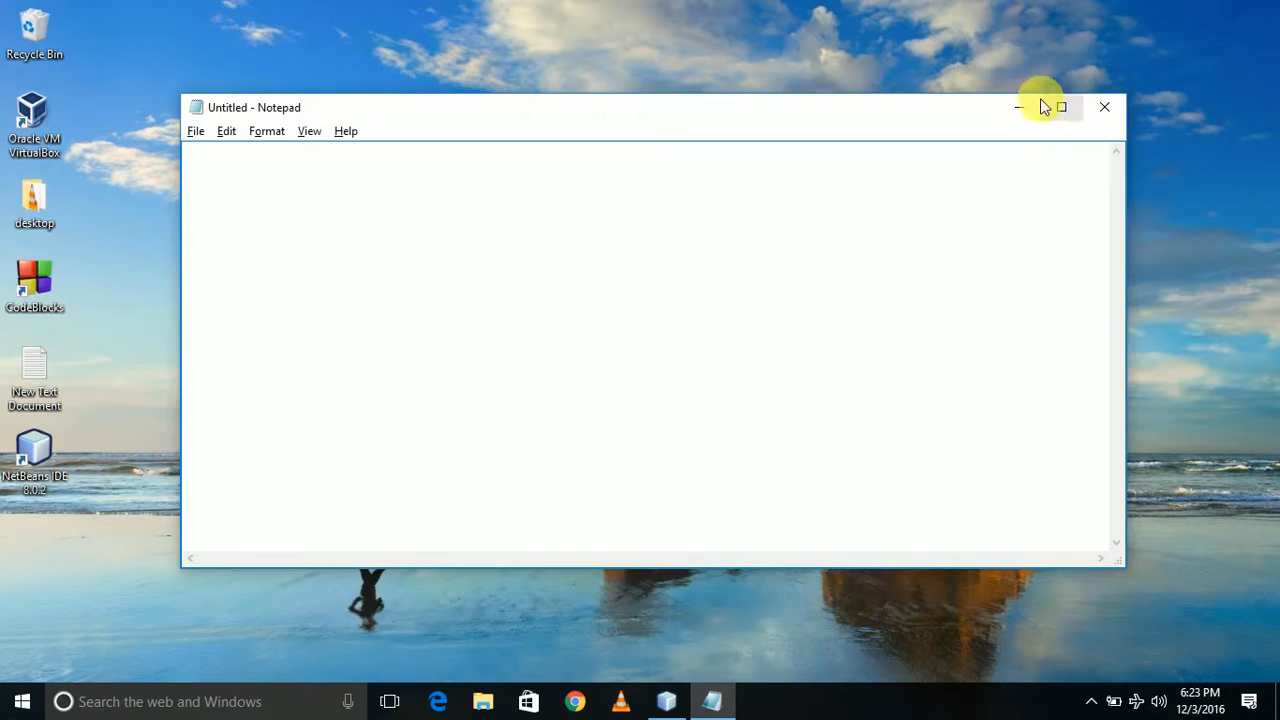 Recycle Bin
Oracle VM
VirtualBox
desktop
CodeBlocks
New Text
Document
NetBeans IDE
8.0.2
Untitled - Notepad
File Edit Format View Help
Search the web and Windows
6:23 PM
12/3/2016